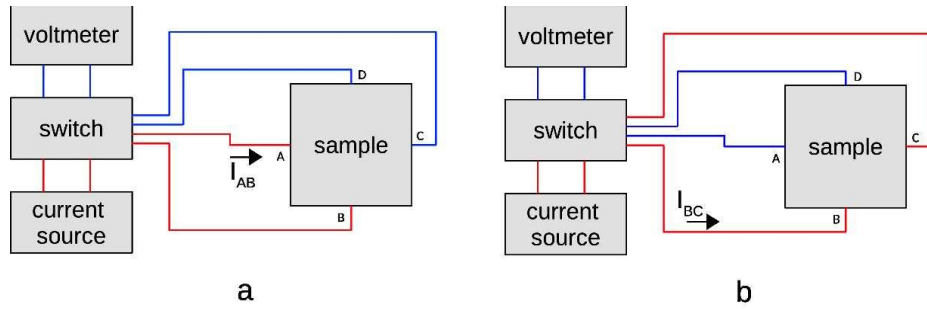 voltmeter
switch
current
source
sample
A
B
C
D
I_AB
a
voltmeter
switch
current
source
sample
A
B
C
D
I_BC
b